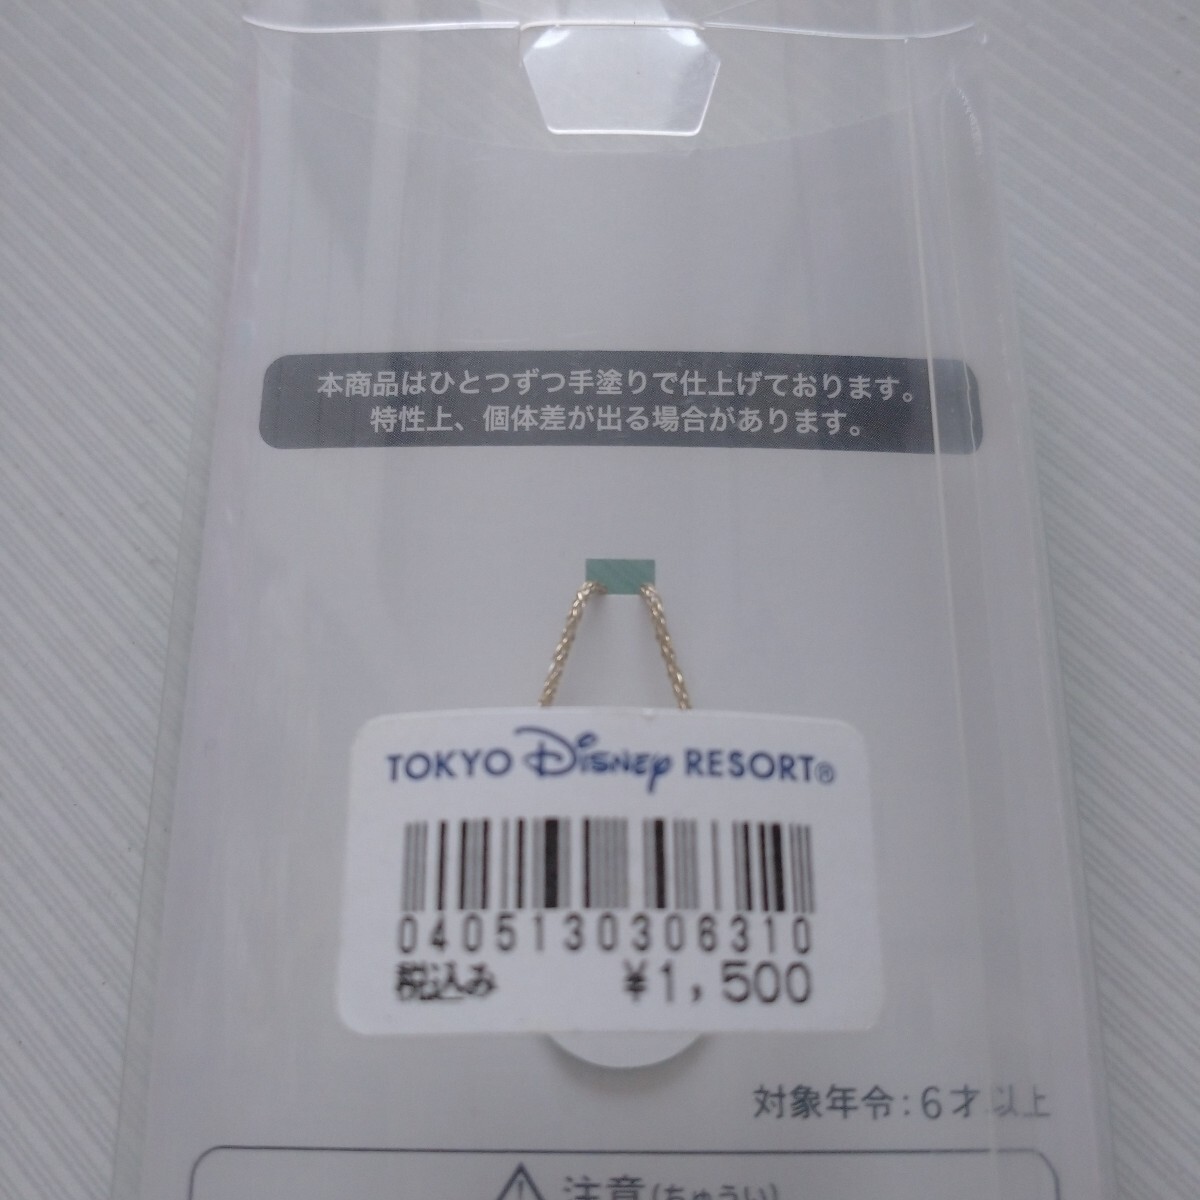 本商品はひとつずつ手塗りで仕上げております。
特性上、個体差が出る場合があります。
TOKYO Disney RESORT®
0405130306310
税込み ¥1,500
対象年令:6才以上
注意(ちゅうい)